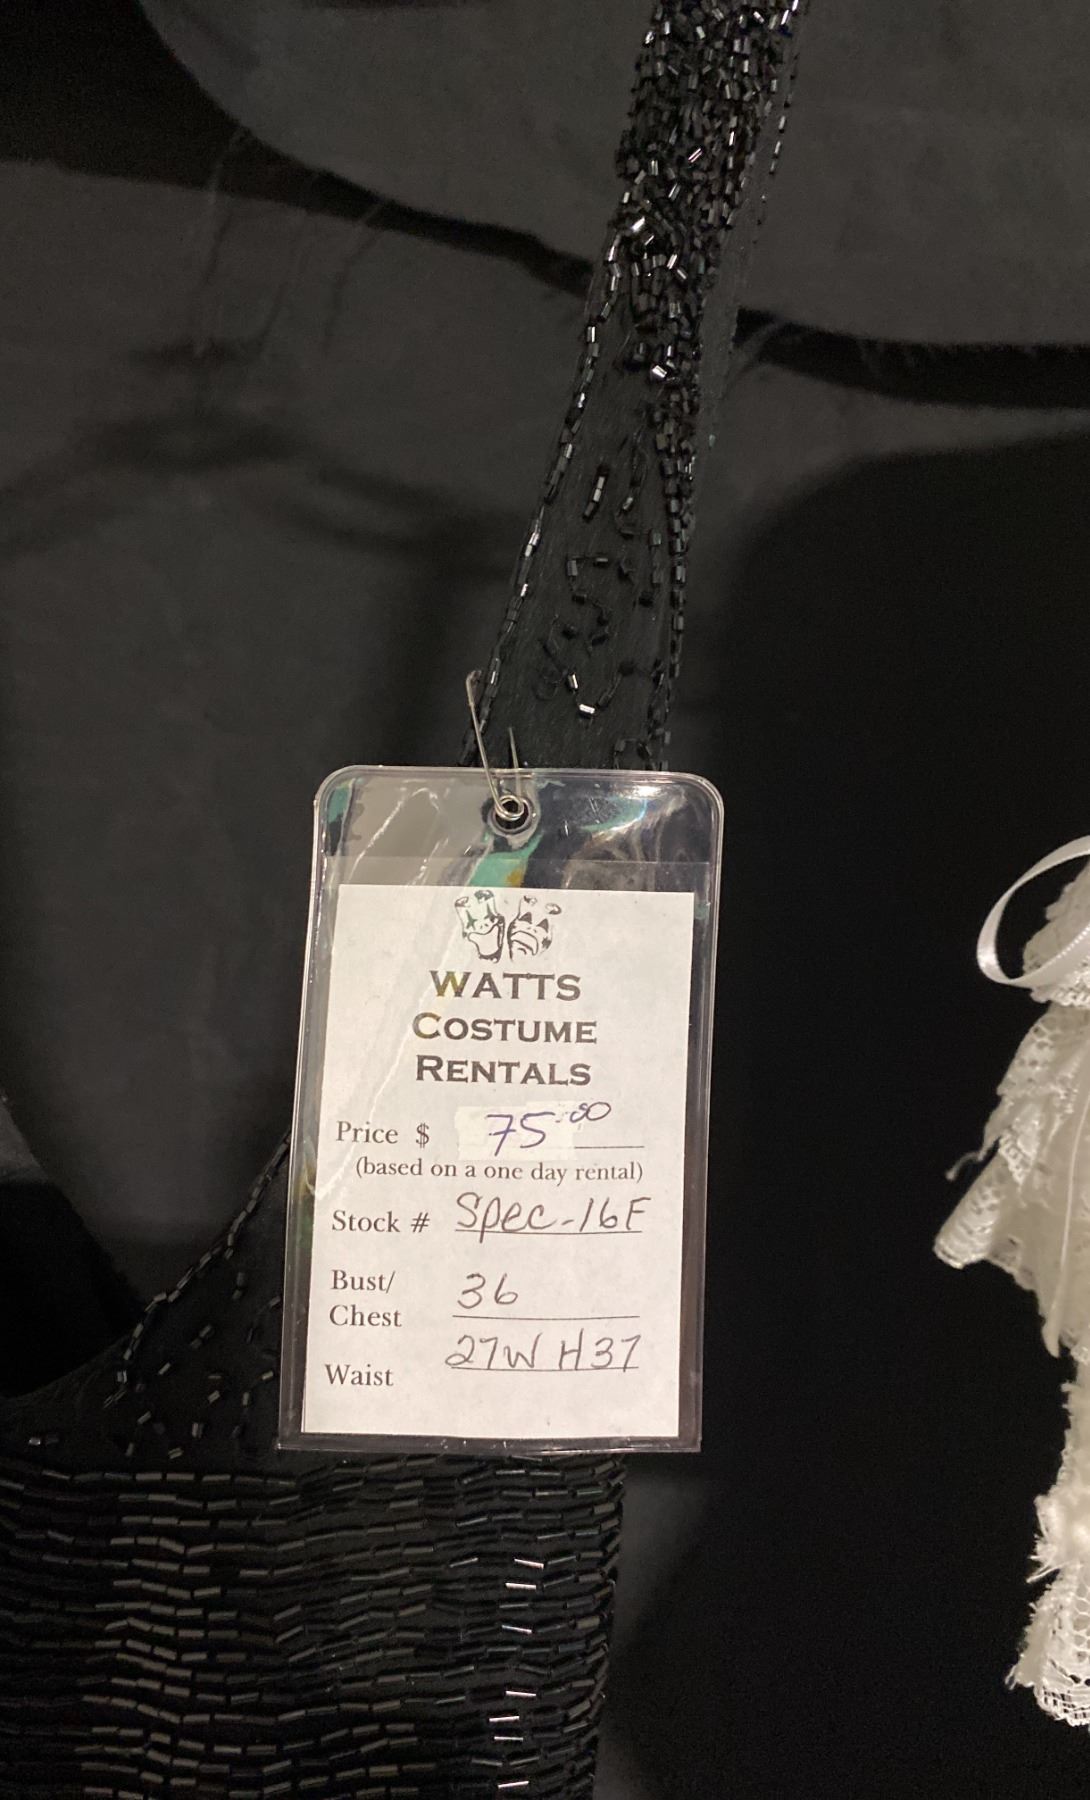 WATTS
COSTUME
RENTALS
Price $ 75.00
(based on a one day rental)
Stock # Spec-16F
Bust/
Chest 36
Waist 27W H37